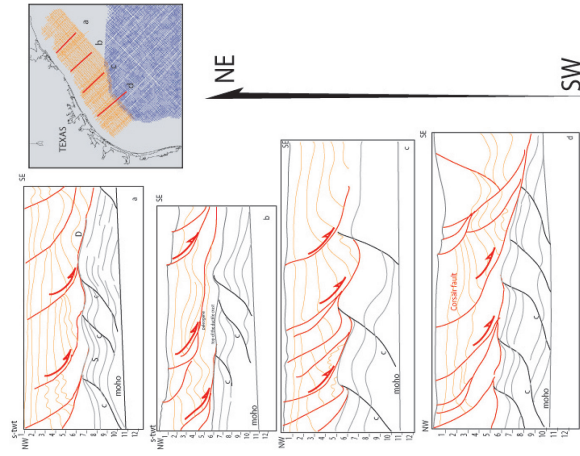 TEXAS
a
b
c
d
NE
SW
s-twt
NW
SE
1
2
3
4
5
6
7
8
9
10
11
12
D
S
c
c
c
moho
a
s-twt
NW
SE
1
2
3
4
5
6
7
8
9
10
11
12
c
c
c
moho
b
NW
SE
1
2
3
4
5
6
7
8
9
10
11
12
c
c
moho
c
NW
SE
1
2
3
4
5
6
7
8
9
10
11
12
Corsair fault
c
c
c
moho
d